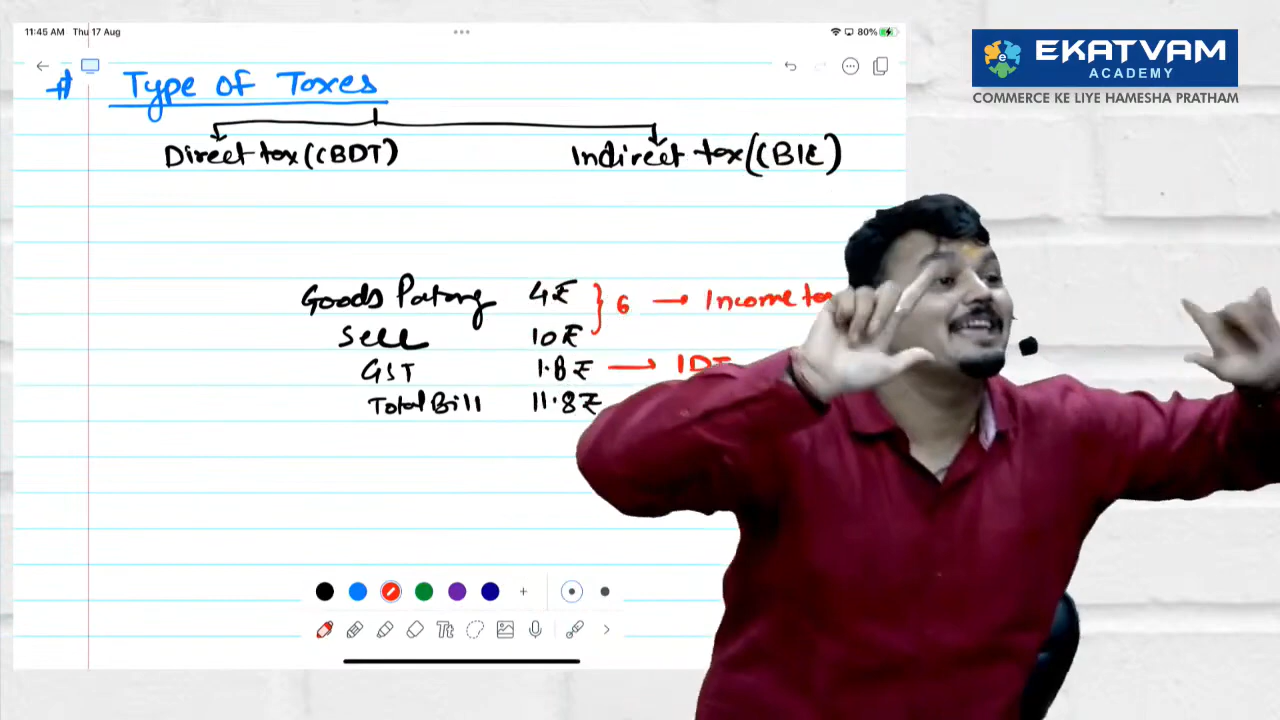 11:45 AM Thu 17 Aug
80%
EKATVAM
ACADEMY
COMMERCE KE LIYE HAMESHA PRATHAM
# Type of Taxes
Direct tax (CBDT)
Indirect tax (CBIC)
Goods Patang 4₹ } 6 → Income tax
Sell 10₹
GST 1.8₹ → IDT
Total Bill 11.8₹
Tt